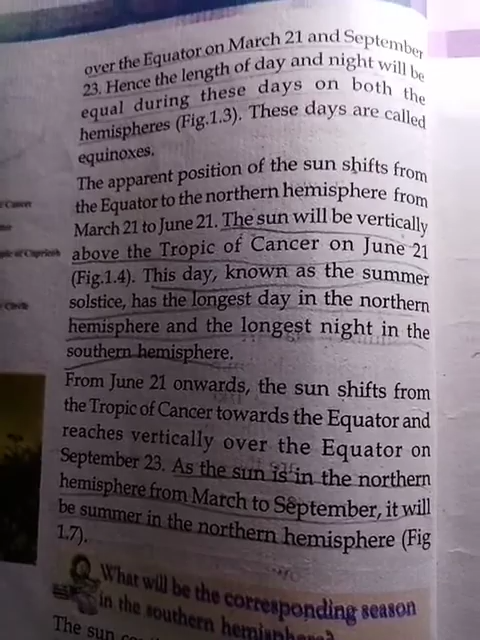 over the Equator on March 21 and September
23. Hence the length of day and night will be
equal during these days on both the
hemispheres (Fig.1.3). These days are called
equinoxes.
The apparent position of the sun shifts from
the Equator to the northern hemisphere from
March 21 to June 21. The sun will be vertically
above the Tropic of Cancer on June 21
(Fig.1.4). This day, known as the summer
solstice, has the longest day in the northern
hemisphere and the longest night in the
southern hemisphere.
From June 21 onwards, the sun shifts from
the Tropic of Cancer towards the Equator and
reaches vertically over the Equator on
September 23. As the sun is in the northern
hemisphere from March to September, it will
be summer in the northern hemisphere (Fig
1.7).
What will be the corresponding season
in the southern hemisphere?
The sun
Cancer
Circle